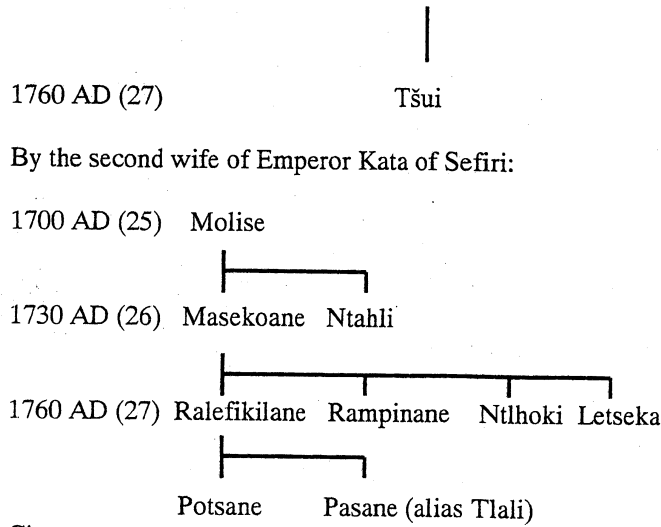 1760 AD (27) Tšui
By the second wife of Emperor Kata of Sefiri:
1700 AD (25) Molise
1730 AD (26) Masekoane Ntahli
1760 AD (27) Ralefikilane Rampinane Ntlhoki Letseka
Potsane Pasane (alias Tlali)